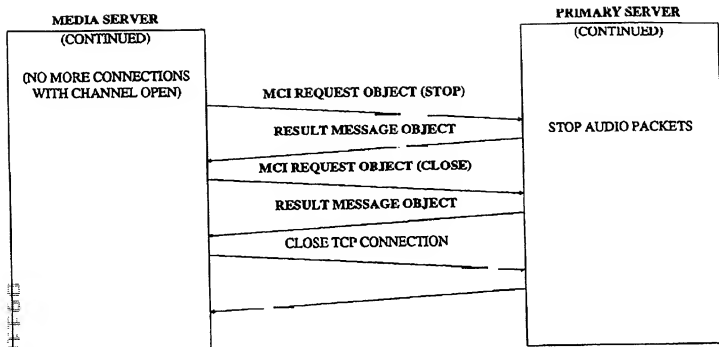 MEDIA SERVER
(CONTINUED)
(NO MORE CONNECTIONS
WITH CHANNEL OPEN)
MCI REQUEST OBJECT (STOP)
RESULT MESSAGE OBJECT
MCI REQUEST OBJECT (CLOSE)
RESULT MESSAGE OBJECT
CLOSE TCP CONNECTION
PRIMARY SERVER
(CONTINUED)
STOP AUDIO PACKETS